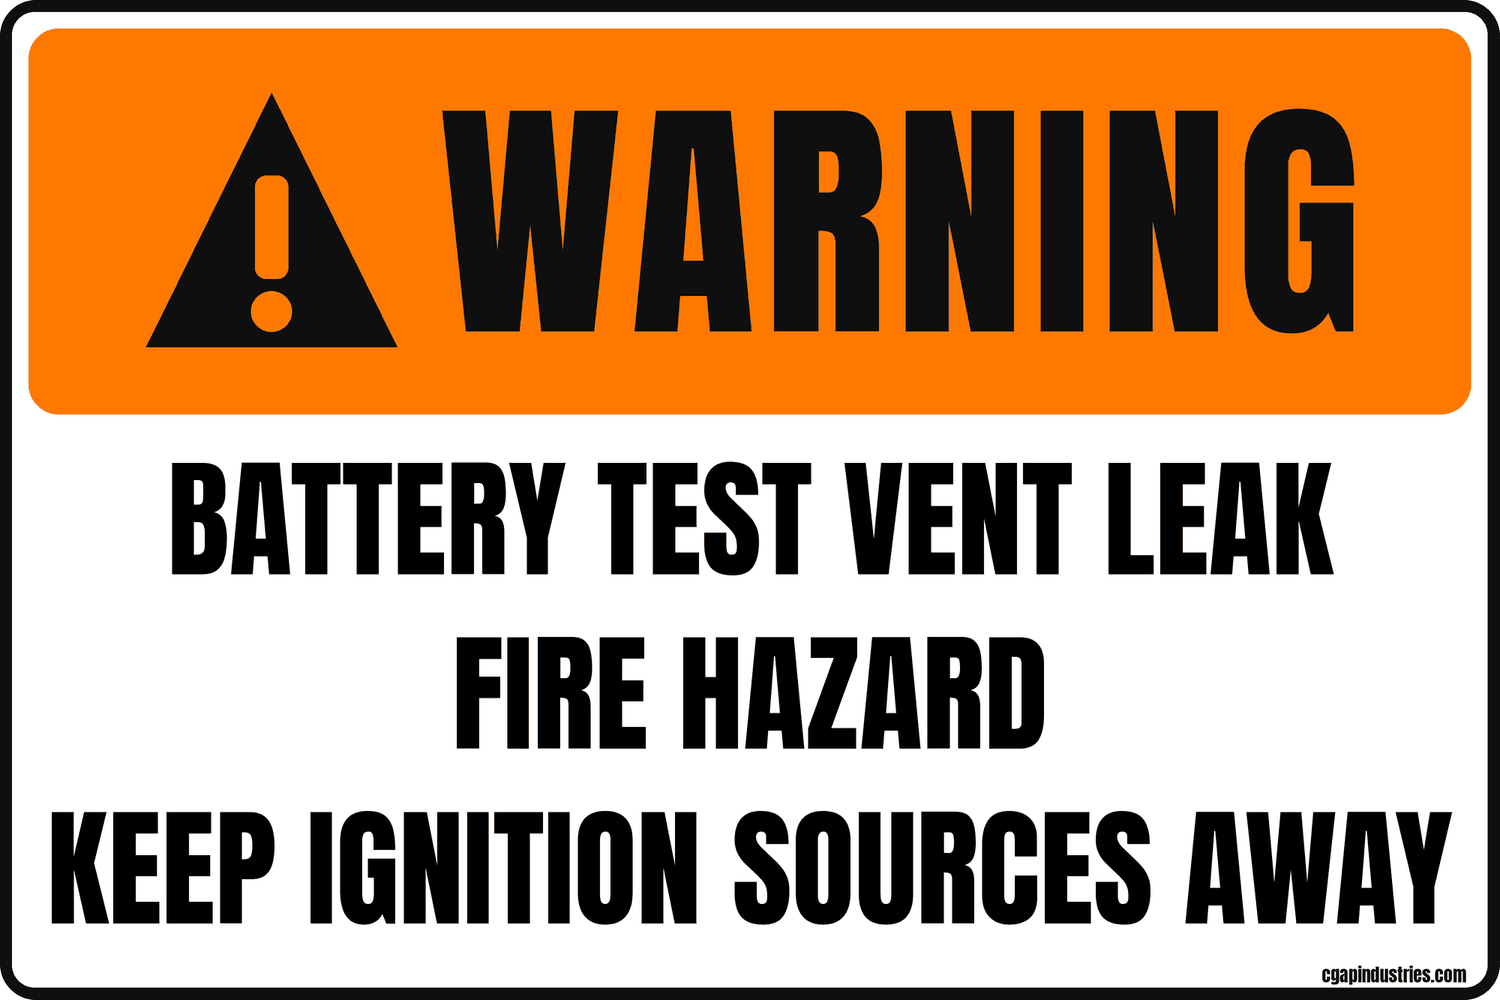 WARNING
BATTERY TEST VENT LEAK
FIRE HAZARD
KEEP IGNITION SOURCES AWAY
cgapindustries.com